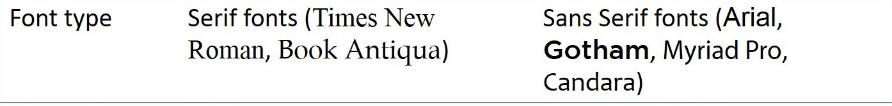 Font type
Serif fonts (Times New
Roman, Book Antiqua)
Sans Serif fonts (Arial,
Gotham, Myriad Pro,
Candara)